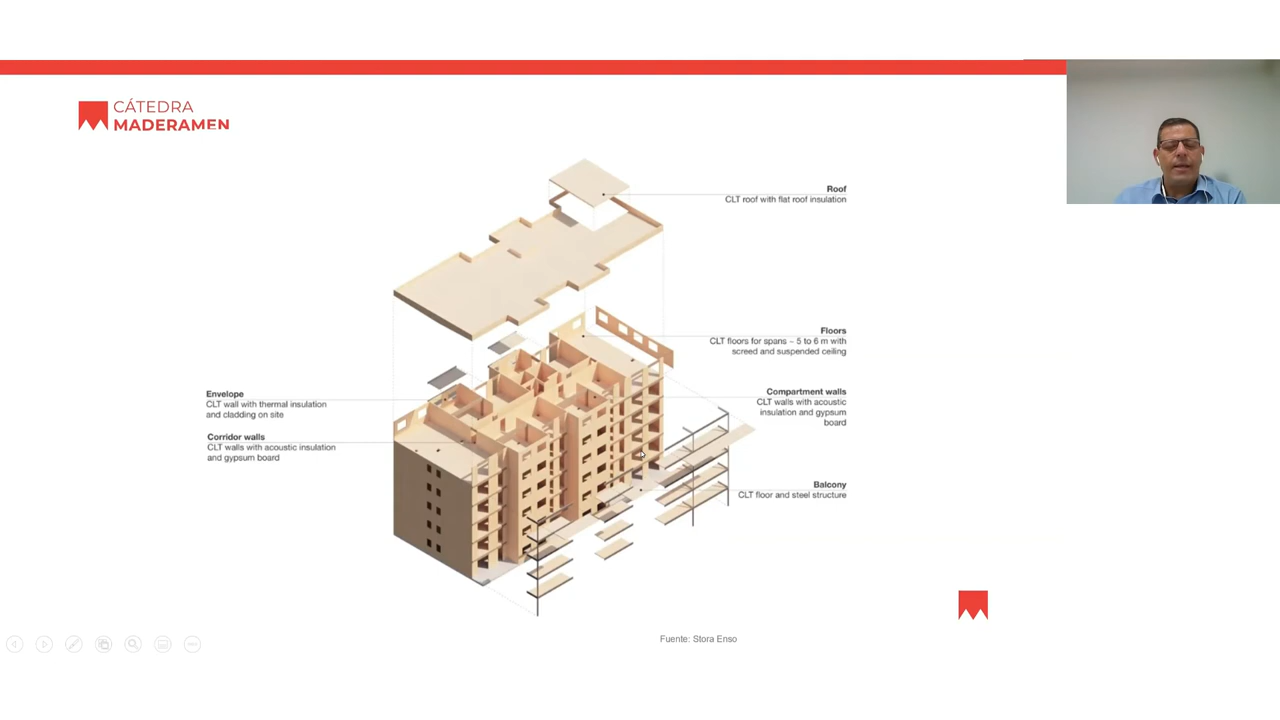 CÁTEDRA
MADERAMEN
Roof
CLT roof with flat roof insulation
Floors
CLT floors for spans ~ 5 to 6 m with
screed and suspended ceiling
Envelope
CLT wall with thermal insulation
and cladding on site
Compartment walls
CLT walls with acoustic
insulation and gypsum
board
Corridor walls
CLT walls with acoustic insulation
and gypsum board
Balcony
CLT floor and steel structure
Fuente: Stora Enso